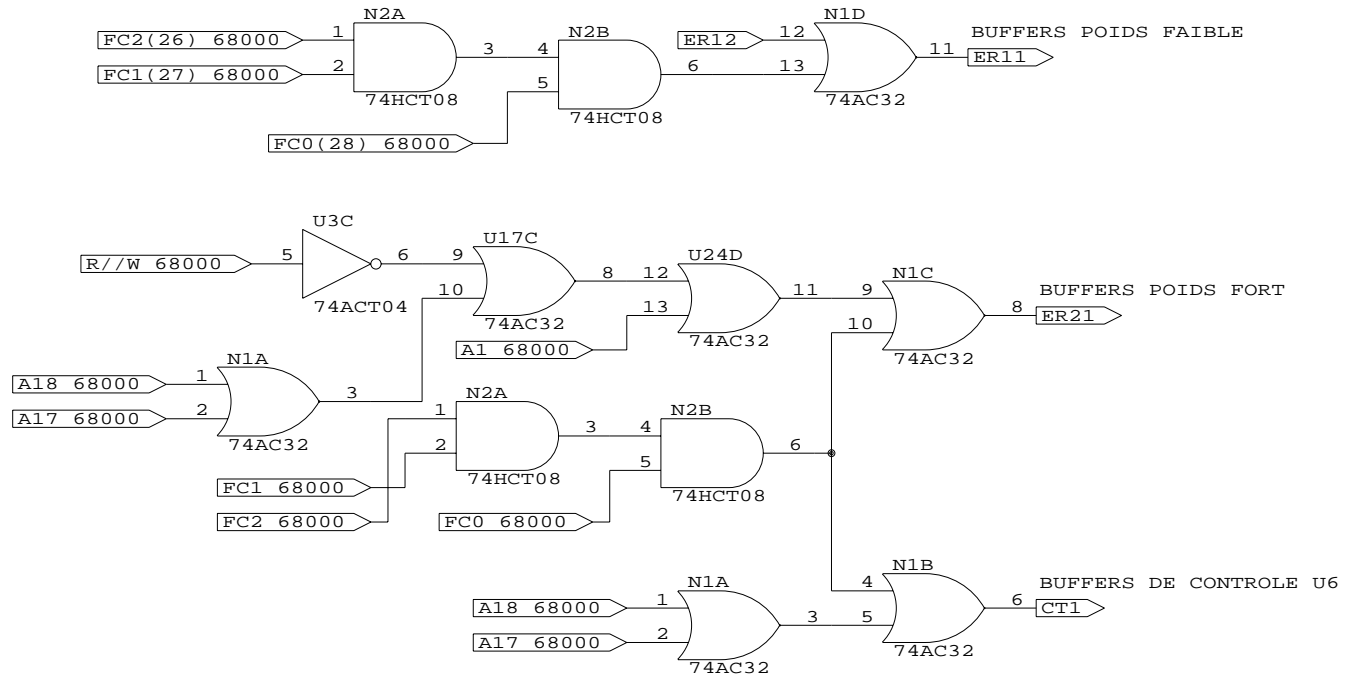 N2A
N2B
N1D
FC2(26) 68000 1
FC1(27) 68000 2
3 4
5
6
ER12 12
13
11
BUFFERS POIDS FAIBLE
ER11
74HCT08
74HCT08
74AC32
FC0(28) 68000
U3C
U17C
U24D
N1C
R//W 68000 5
6 9
10
8 12
13
11 9
10
8
BUFFERS POIDS FORT
ER21
74ACT04
74AC32
74AC32
74AC32
A1 68000
N1A
A18 68000 1
A17 68000 2
3
74AC32
N2A
N2B
1
2
3 4
5
6
74HCT08
74HCT08
FC1 68000
FC2 68000
FC0 68000
N1A
N1B
A18 68000 1
A17 68000 2
3 5
4
6
BUFFERS DE CONTROLE U6
CT1
74AC32
74AC32